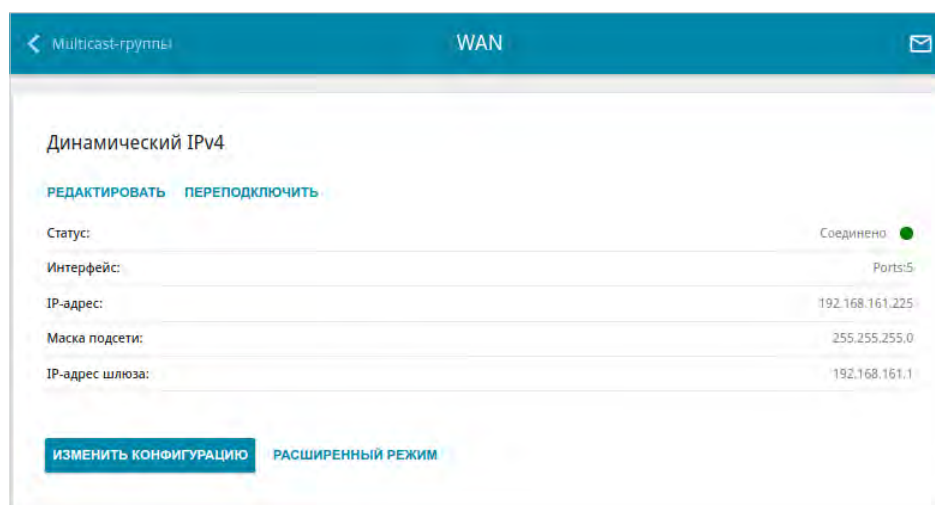 Multicast-группы
WAN
Динамический IPv4
РЕДАКТИРОВАТЬ ПЕРЕПОДКЛЮЧИТЬ
Статус: Соединено
Интерфейс: Ports:5
IP-адрес: 192.168.161.225
Маска подсети: 255.255.255.0
IP-адрес шлюза: 192.168.161.1
ИЗМЕНИТЬ КОНФИГУРАЦИЮ РАСШИРЕННЫЙ РЕЖИМ